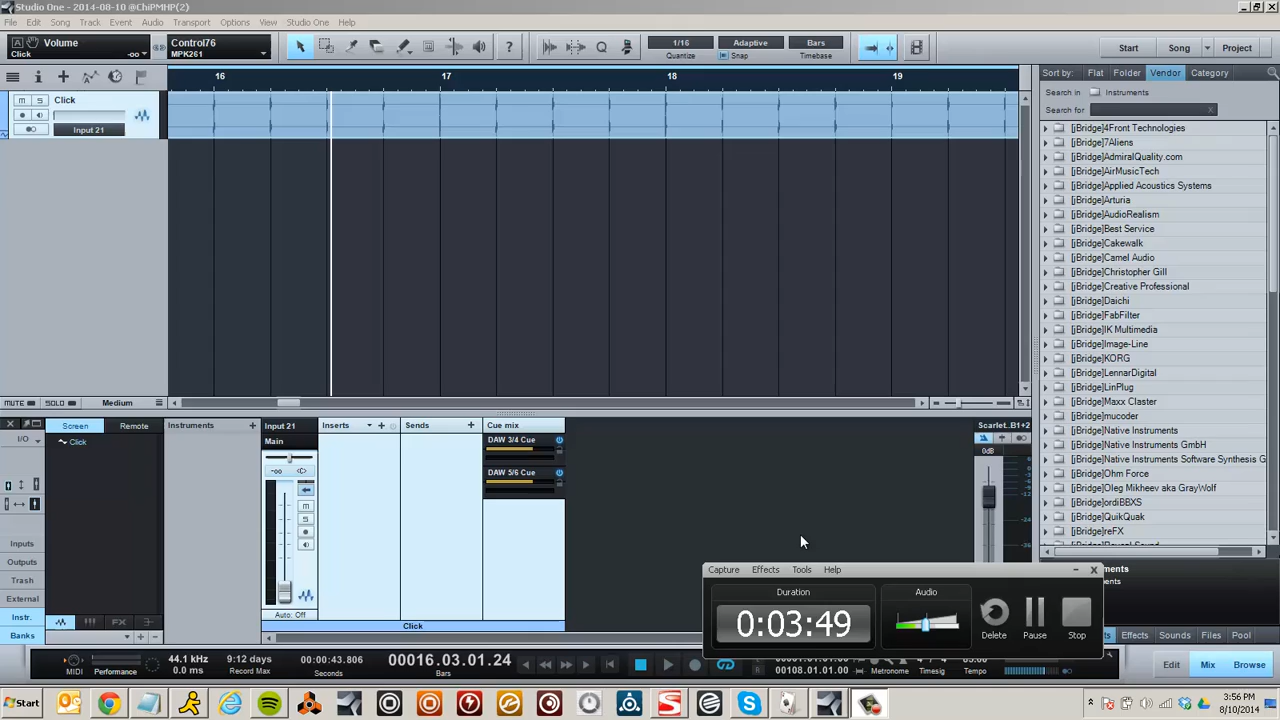 Studio One - 2014-08-10 @ChiPMHP(2)
File Edit Song Track Event Audio Transport Options View Studio One Help
A Volume
Click -oo
Control76
MPK261
?
1/16
Quantize
Adaptive
Snap
Bars
Timebase
Start Song Project
16 17 18 19
Sort by: Flat Folder Vendor Category
Search in Instruments
Search for
M S Click
Input 21
[jBridge]4Front Technologies
[jBridge]7Aliens
[jBridge]AdmiralQuality.com
[jBridge]AirMusicTech
[jBridge]Applied Acoustics Systems
[jBridge]Arturia
[jBridge]AudioRealism
[jBridge]Best Service
[jBridge]Cakewalk
[jBridge]Camel Audio
[jBridge]Christopher Gill
[jBridge]Creative Professional
[jBridge]Daichi
[jBridge]FabFilter
[jBridge]IK Multimedia
[jBridge]Image-Line
[jBridge]KORG
[jBridge]LennarDigital
[jBridge]LinPlug
[jBridge]Maxx Claster
[jBridge]mucoder
[jBridge]Native Instruments
[jBridge]Native Instruments GmbH
[jBridge]Native Instruments Software Synthesis G
[jBridge]Ohm Force
[jBridge]Oleg Mikheev aka GrayWolf
[jBridge]ordiBBXS
[jBridge]QuikQuak
[jBridge]reFX
MUTE SOLO Medium
Screen Remote
Click
I/O
Inputs
Outputs
Trash
External
Instr.
Banks
Instruments
Input 21
Main
-oo <C>
M
S
Auto: Off
Inserts
Sends
Cue mix
DAW 3/4 Cue
DAW 5/6 Cue
Click
Scarlet..B1+2
0dB
-24
-36
Capture Effects Tools Help
Duration
0:03:49
Audio
Delete
Pause
Stop
Effects Sounds Files Pool
MIDI Performance
44.1 kHz
0.0 ms
9:12 days
Record Max
00:00:43.806
Seconds
00016.03.01.24
Bars
L
R
00108.01.01.00
Metronome
Timesig
Tempo
Edit Mix Browse
Start
3:56 PM
8/10/2014